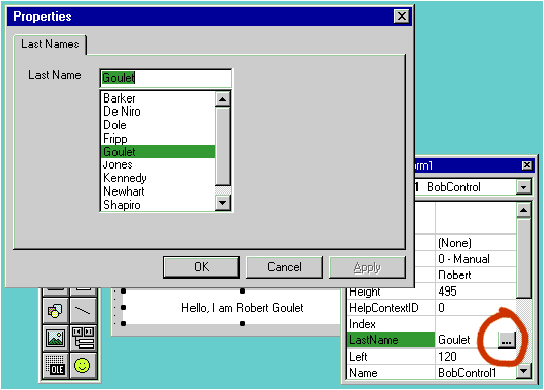 Properties
Last Names
Last Name
Goulet
Barker
De Niro
Dole
Fripp
Goulet
Jones
Kennedy
Newhart
Shapiro
OK Cancel Apply
orm1
1 BobControl
(None)
0 - Manual
Robert
Height 495
HelpContextID 0
Index
LastName Goulet ...
Left 120
Name BobControl1
Hello, I am Robert Goulet
OLE